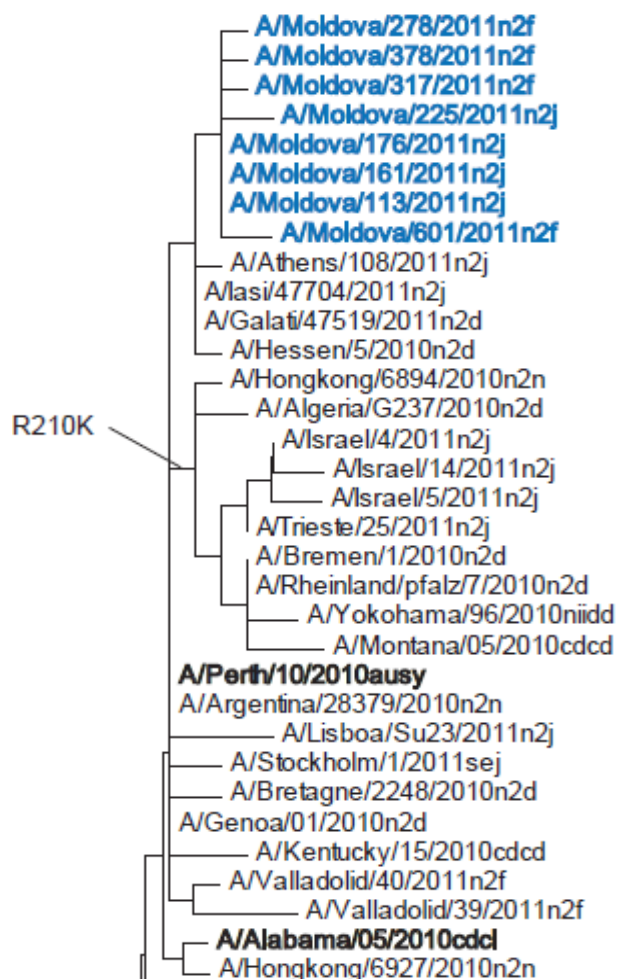 A/Moldova/278/2011n2f
A/Moldova/378/2011n2f
A/Moldova/317/2011n2f
A/Moldova/225/2011n2j
A/Moldova/176/2011n2j
A/Moldova/161/2011n2j
A/Moldova/113/2011n2j
A/Moldova/601/2011n2f
A/Athens/108/2011n2j
A/Iasi/47704/2011n2j
A/Galati/47519/2011n2d
A/Hessen/5/2010n2d
A/Hongkong/6894/2010n2n
A/Algeria/G237/2010n2d
R210K
A/Israel/4/2011n2j
A/Israel/14/2011n2j
A/Israel/5/2011n2j
A/Trieste/25/2011n2j
A/Bremen/1/2010n2d
A/Rheinland/pfalz/7/2010n2d
A/Yokohama/96/2010niidd
A/Montana/05/2010cdcd
A/Perth/10/2010ausy
A/Argentina/28379/2010n2n
A/Lisboa/Su23/2011n2j
A/Stockholm/1/2011sej
A/Bretagne/2248/2010n2d
A/Genoa/01/2010n2d
A/Kentucky/15/2010cdcd
A/Valladolid/40/2011n2f
A/Valladolid/39/2011n2f
A/Alabama/05/2010cdcl
A/Hongkong/6927/2010n2n